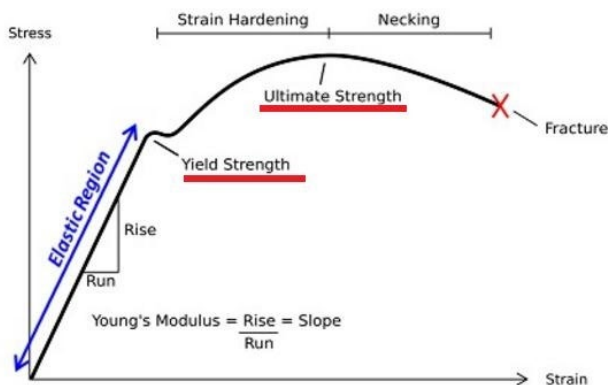 Strain Hardening
Necking
Stress
Ultimate Strength
Fracture
Yield Strength
Elastic Region
Rise
Run
Young's Modulus = Rise = Slope
Run
Strain